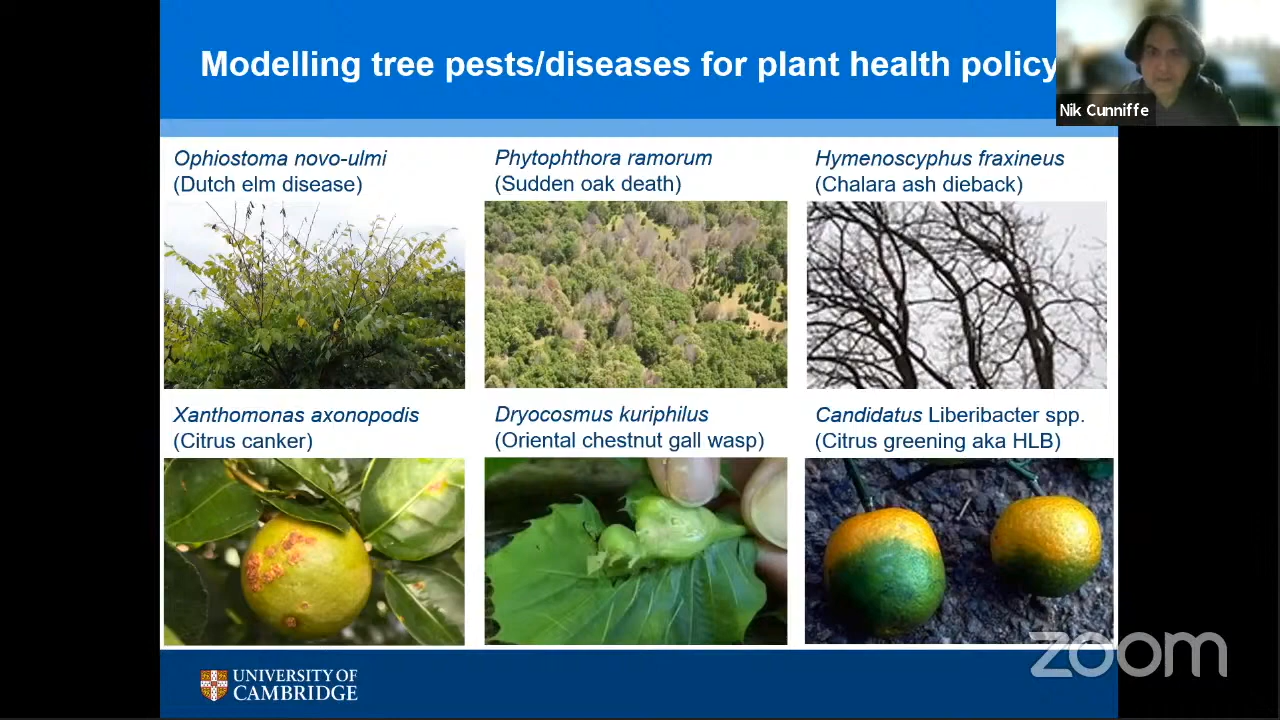 Modelling tree pests/diseases for plant health policy
Nik Cunniffe
Ophiostoma novo-ulmi
(Dutch elm disease)
Phytophthora ramorum
(Sudden oak death)
Hymenoscyphus fraxineus
(Chalara ash dieback)
Xanthomonas axonopodis
(Citrus canker)
Dryocosmus kuriphilus
(Oriental chestnut gall wasp)
Candidatus Liberibacter spp.
(Citrus greening aka HLB)
UNIVERSITY OF
CAMBRIDGE
zoom